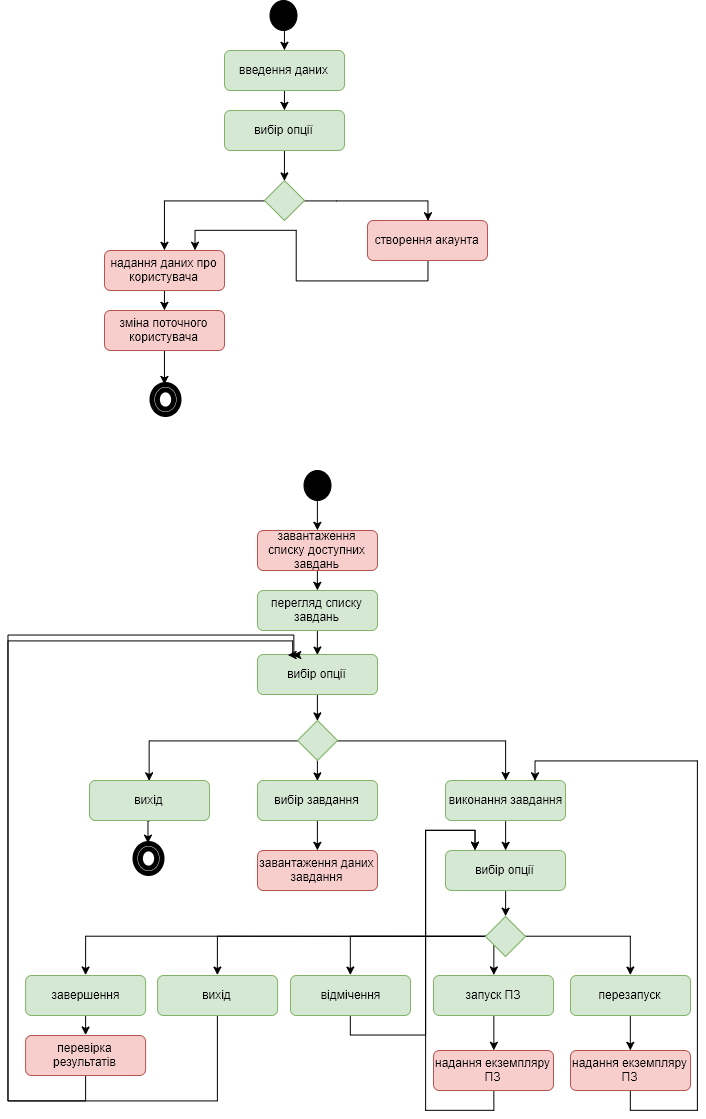 введення даних
вибір опції
створення акаунта
надання даних про
користувача
зміна поточного
користувача
завантаження
списку доступних
завдань
перегляд списку
завдань
вибір опції
вихід
вибір завдання
виконання завдання
завантаження даних
завдання
вибір опції
завершення
вихід
відмічення
запуск ПЗ
перезапуск
перевірка
результатів
надання екземпляру
ПЗ
надання екземпляру
ПЗ